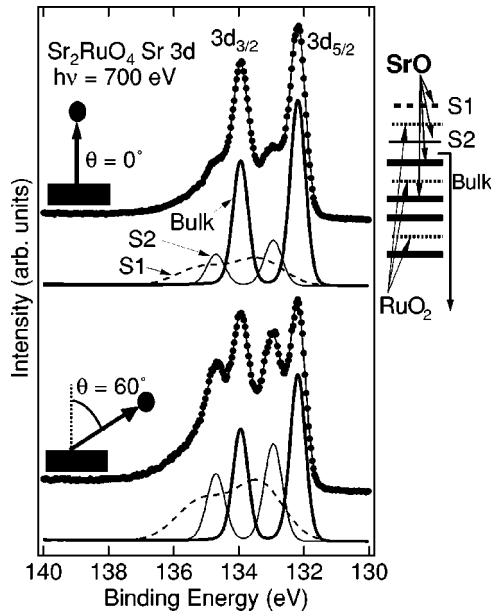 Sr₂RuO₄ Sr 3d
hν = 700 eV
3d₃/₂
3d₅/₂
θ = 0°
Bulk
S2
S1
θ = 60°
SrO
S1
S2
Bulk
RuO₂
Intensity (arb. units)
140 138 136 134 132 130
Binding Energy (eV)